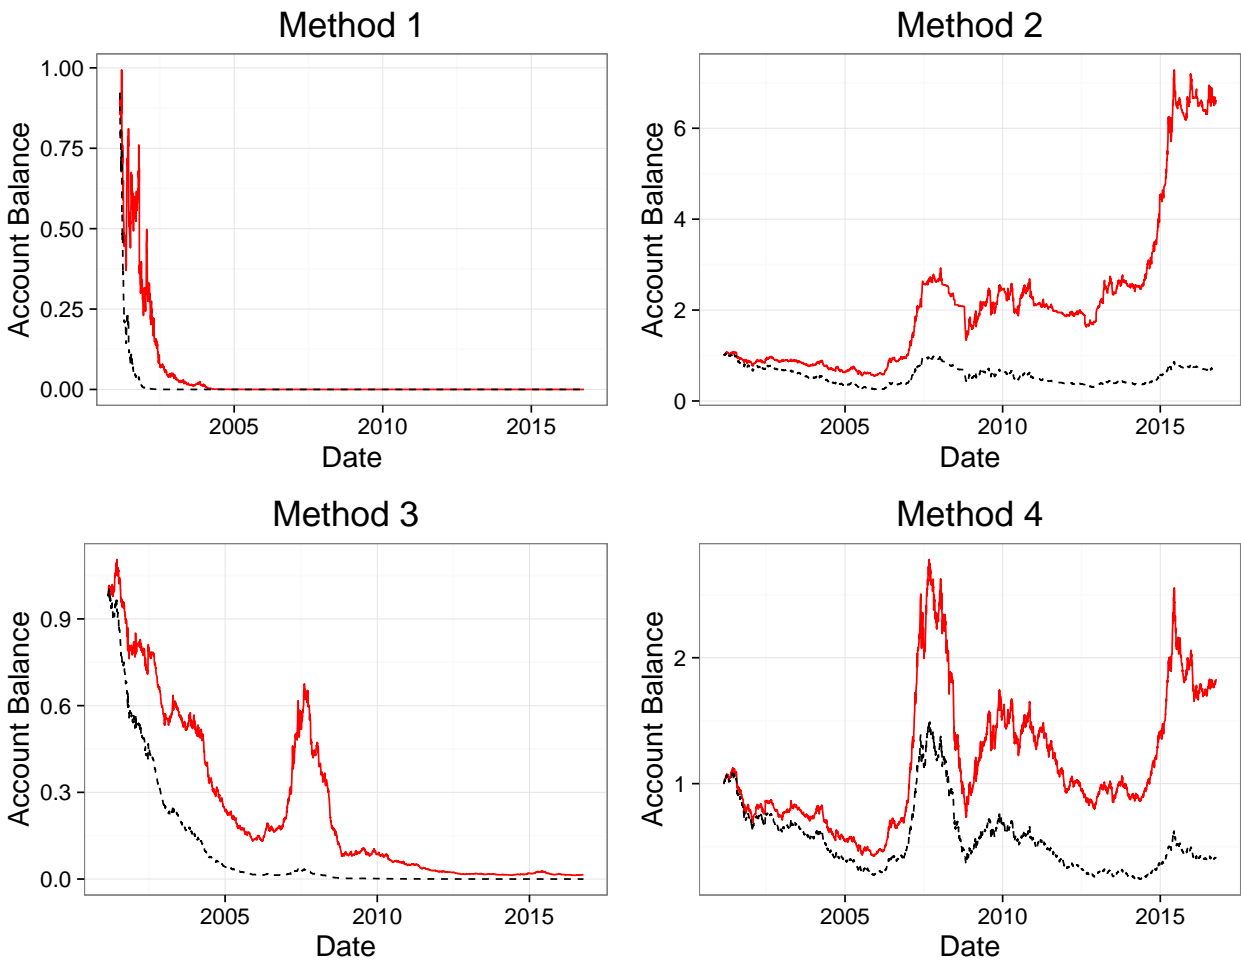 Method 1
Account Balance
1.00
0.75
0.50
0.25
0.00
2005 2010 2015
Date
Method 2
Account Balance
6
4
2
0
2005 2010 2015
Date
Method 3
Account Balance
0.9
0.6
0.3
0.0
2005 2010 2015
Date
Method 4
Account Balance
2
1
2005 2010 2015
Date